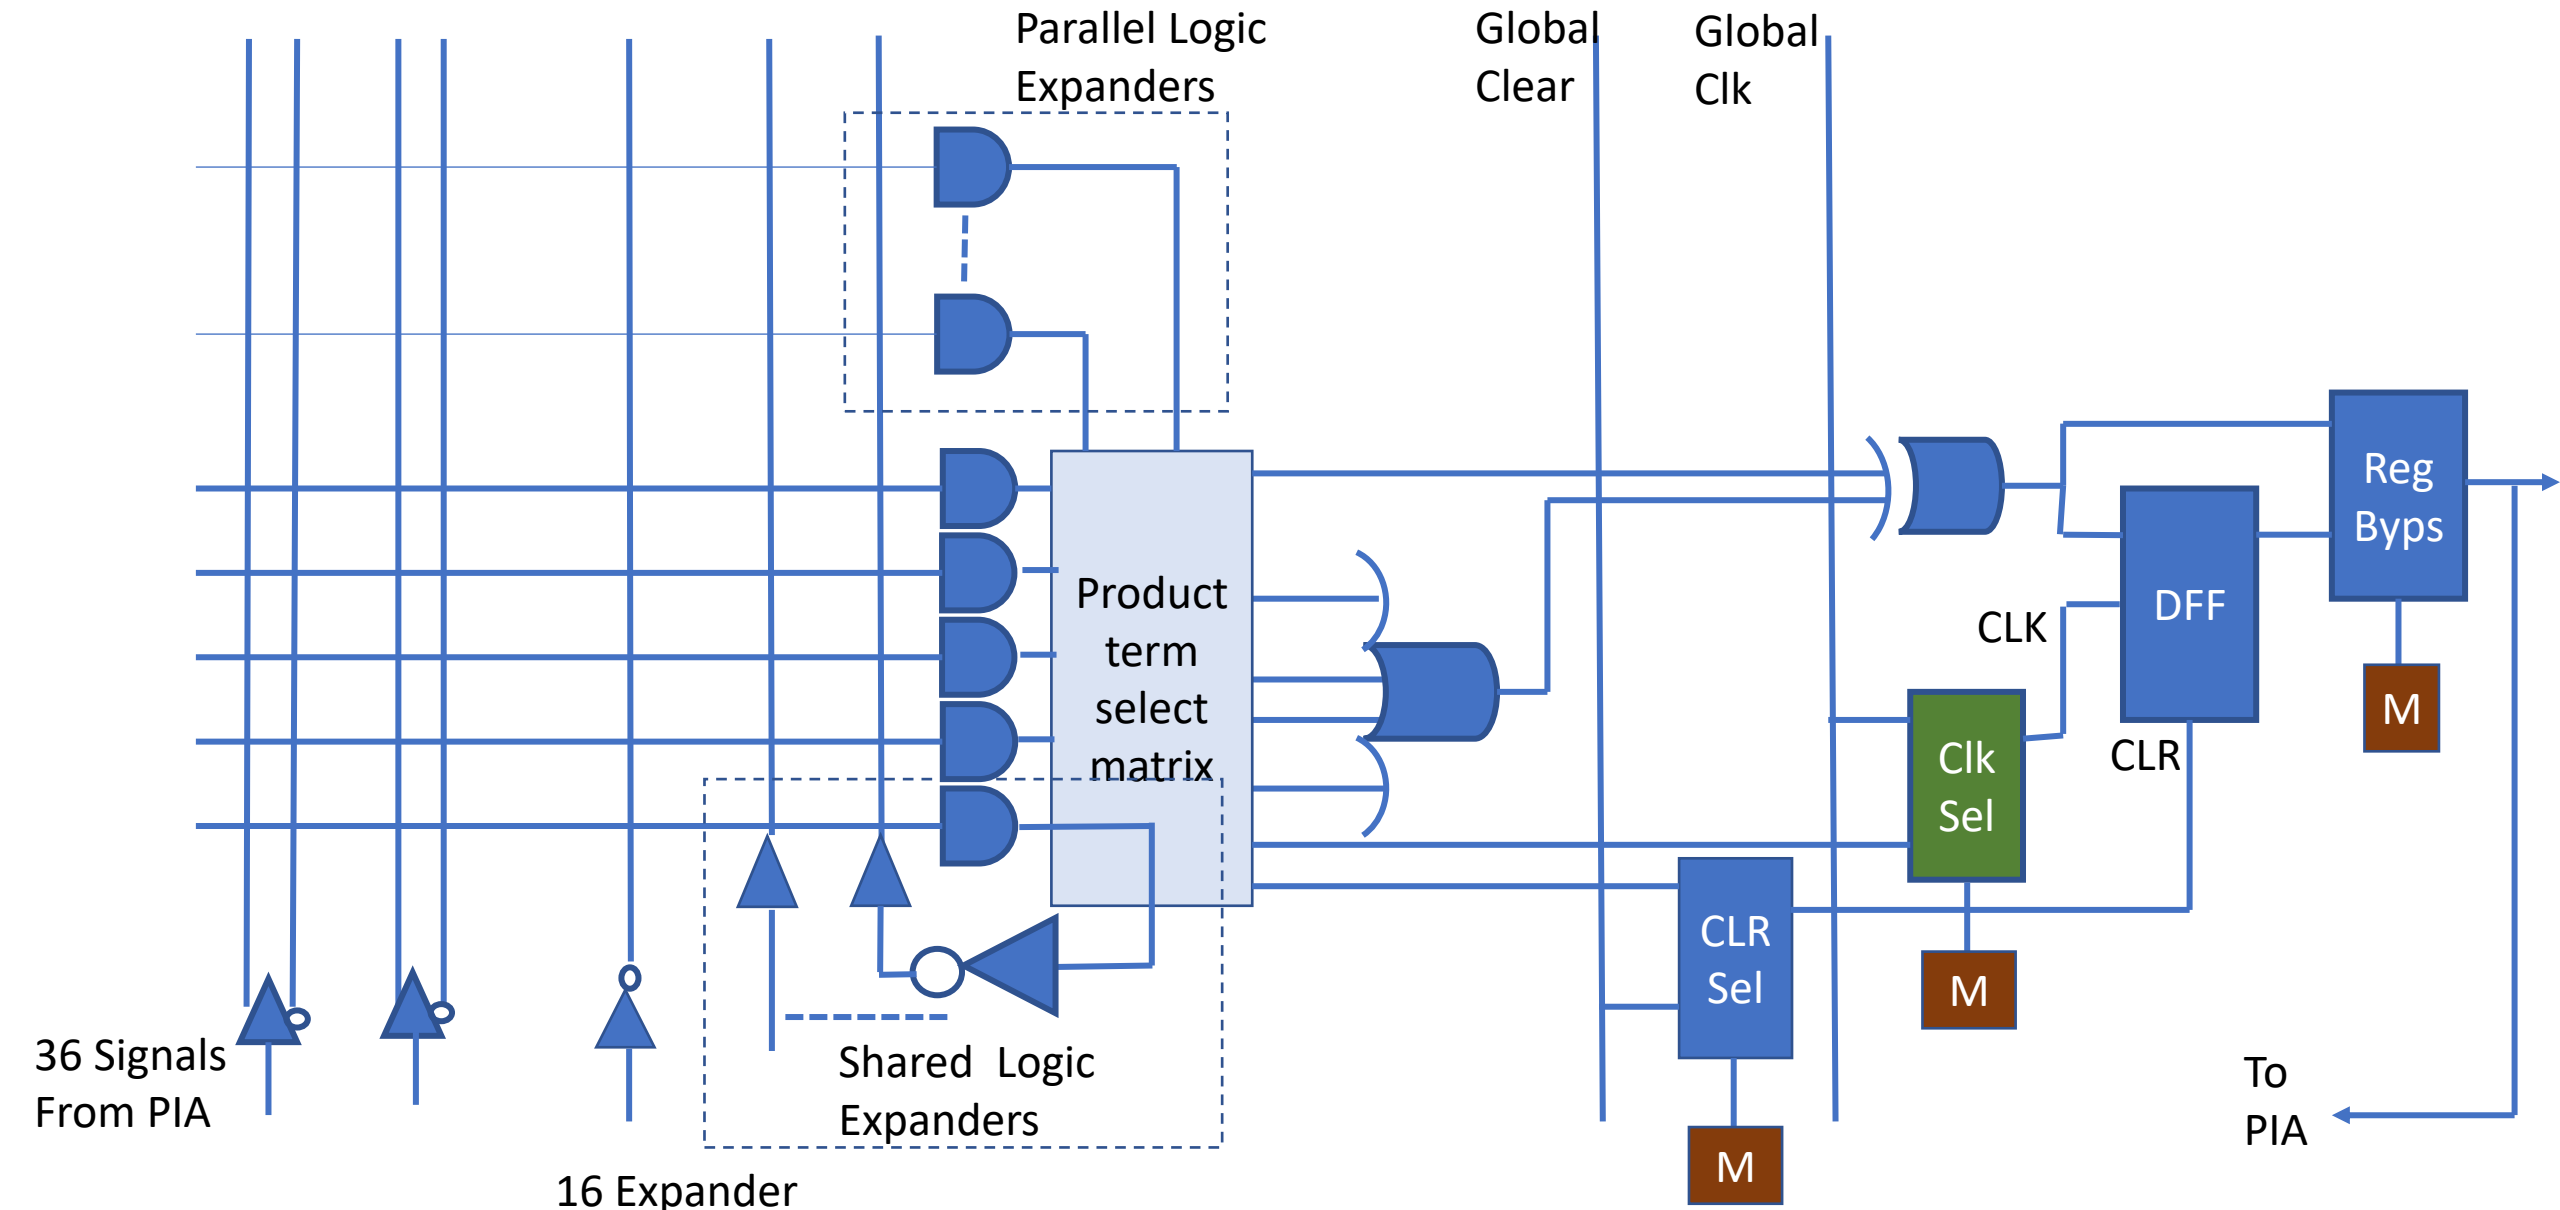 Parallel Logic
Expanders
Global
Clear
Global
Clk
Reg
Byps
DFF
CLK
Product
term
select
matrix
M
Clk
Sel
CLR
CLR
Sel
M
36 Signals
From PIA
Shared Logic
Expanders
To
PIA
M
16 Expander